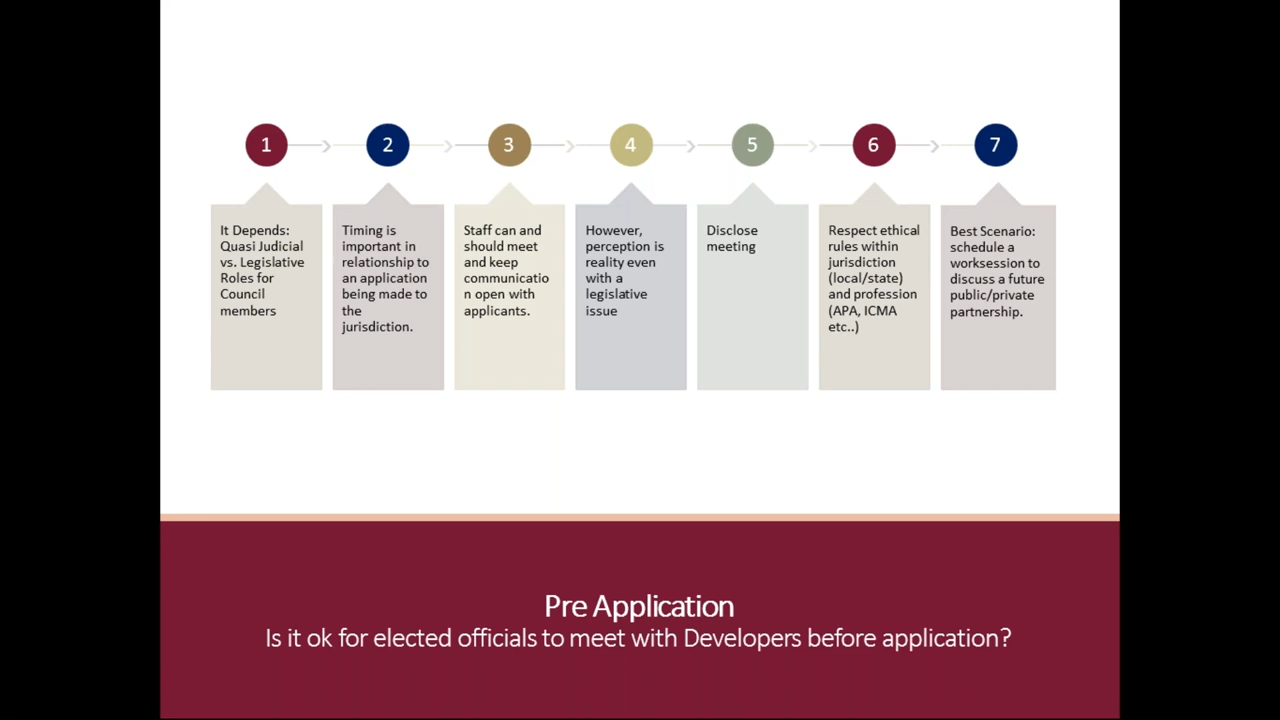 1
It Depends:
Quasi Judicial
vs. Legislative
Roles for
Council
members
2
Timing is
important in
relationship to
an application
being made to
the
jurisdiction.
3
Staff can and
should meet
and keep
communicatio
n open with
applicants.
4
However,
perception is
reality even
with a
legislative
issue
5
Disclose
meeting
6
Respect ethical
rules within
jurisdiction
(local/state)
and profession
(APA, ICMA
etc..)
7
Best Scenario:
schedule a
worksession to
discuss a future
public/private
partnership.
Pre Application
Is it ok for elected officials to meet with Developers before application?